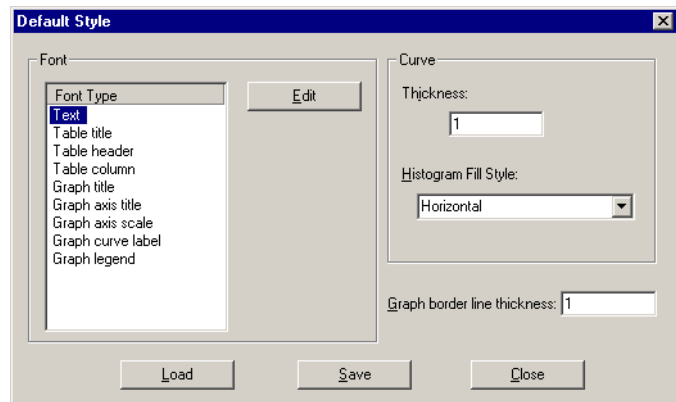 Default Style
Font
Font Type
Text
Table title
Table header
Table column
Graph title
Graph axis title
Graph axis scale
Graph curve label
Graph legend
Edit
Curve
Thickness:
1
Histogram Fill Style:
Horizontal
Graph border line thickness: 1
Load
Save
Close